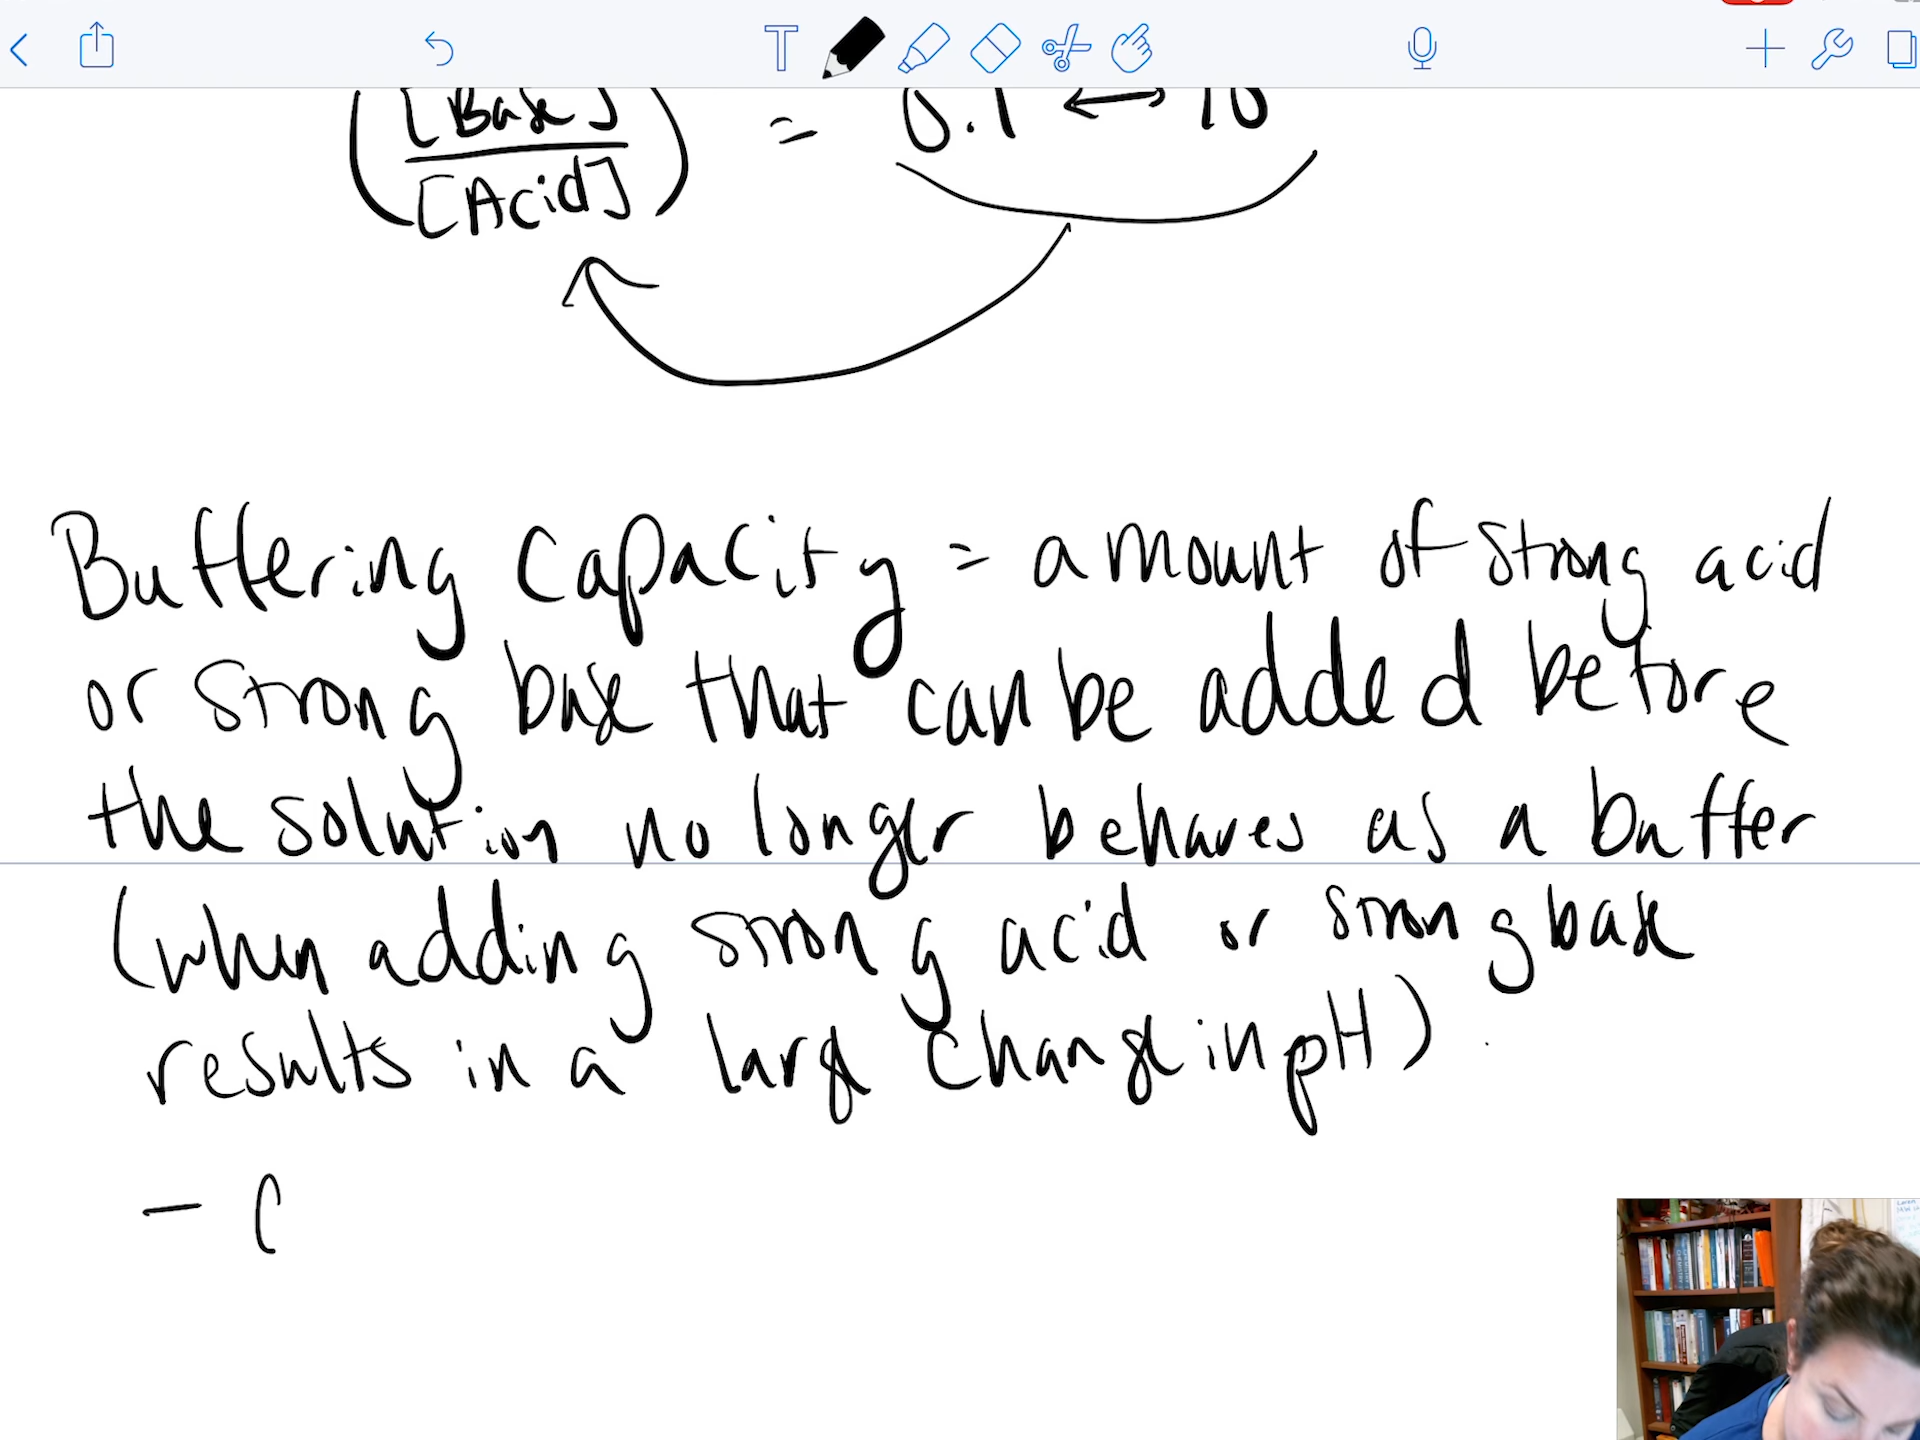 T
([Base]/[Acid]) = 0.1 ↔ 10
Buffering Capacity = amount of strong acid
or strong base that can be added before
the solution no longer behaves as a buffer
(when adding strong acid or strong base
results in a large change in pH).
- C